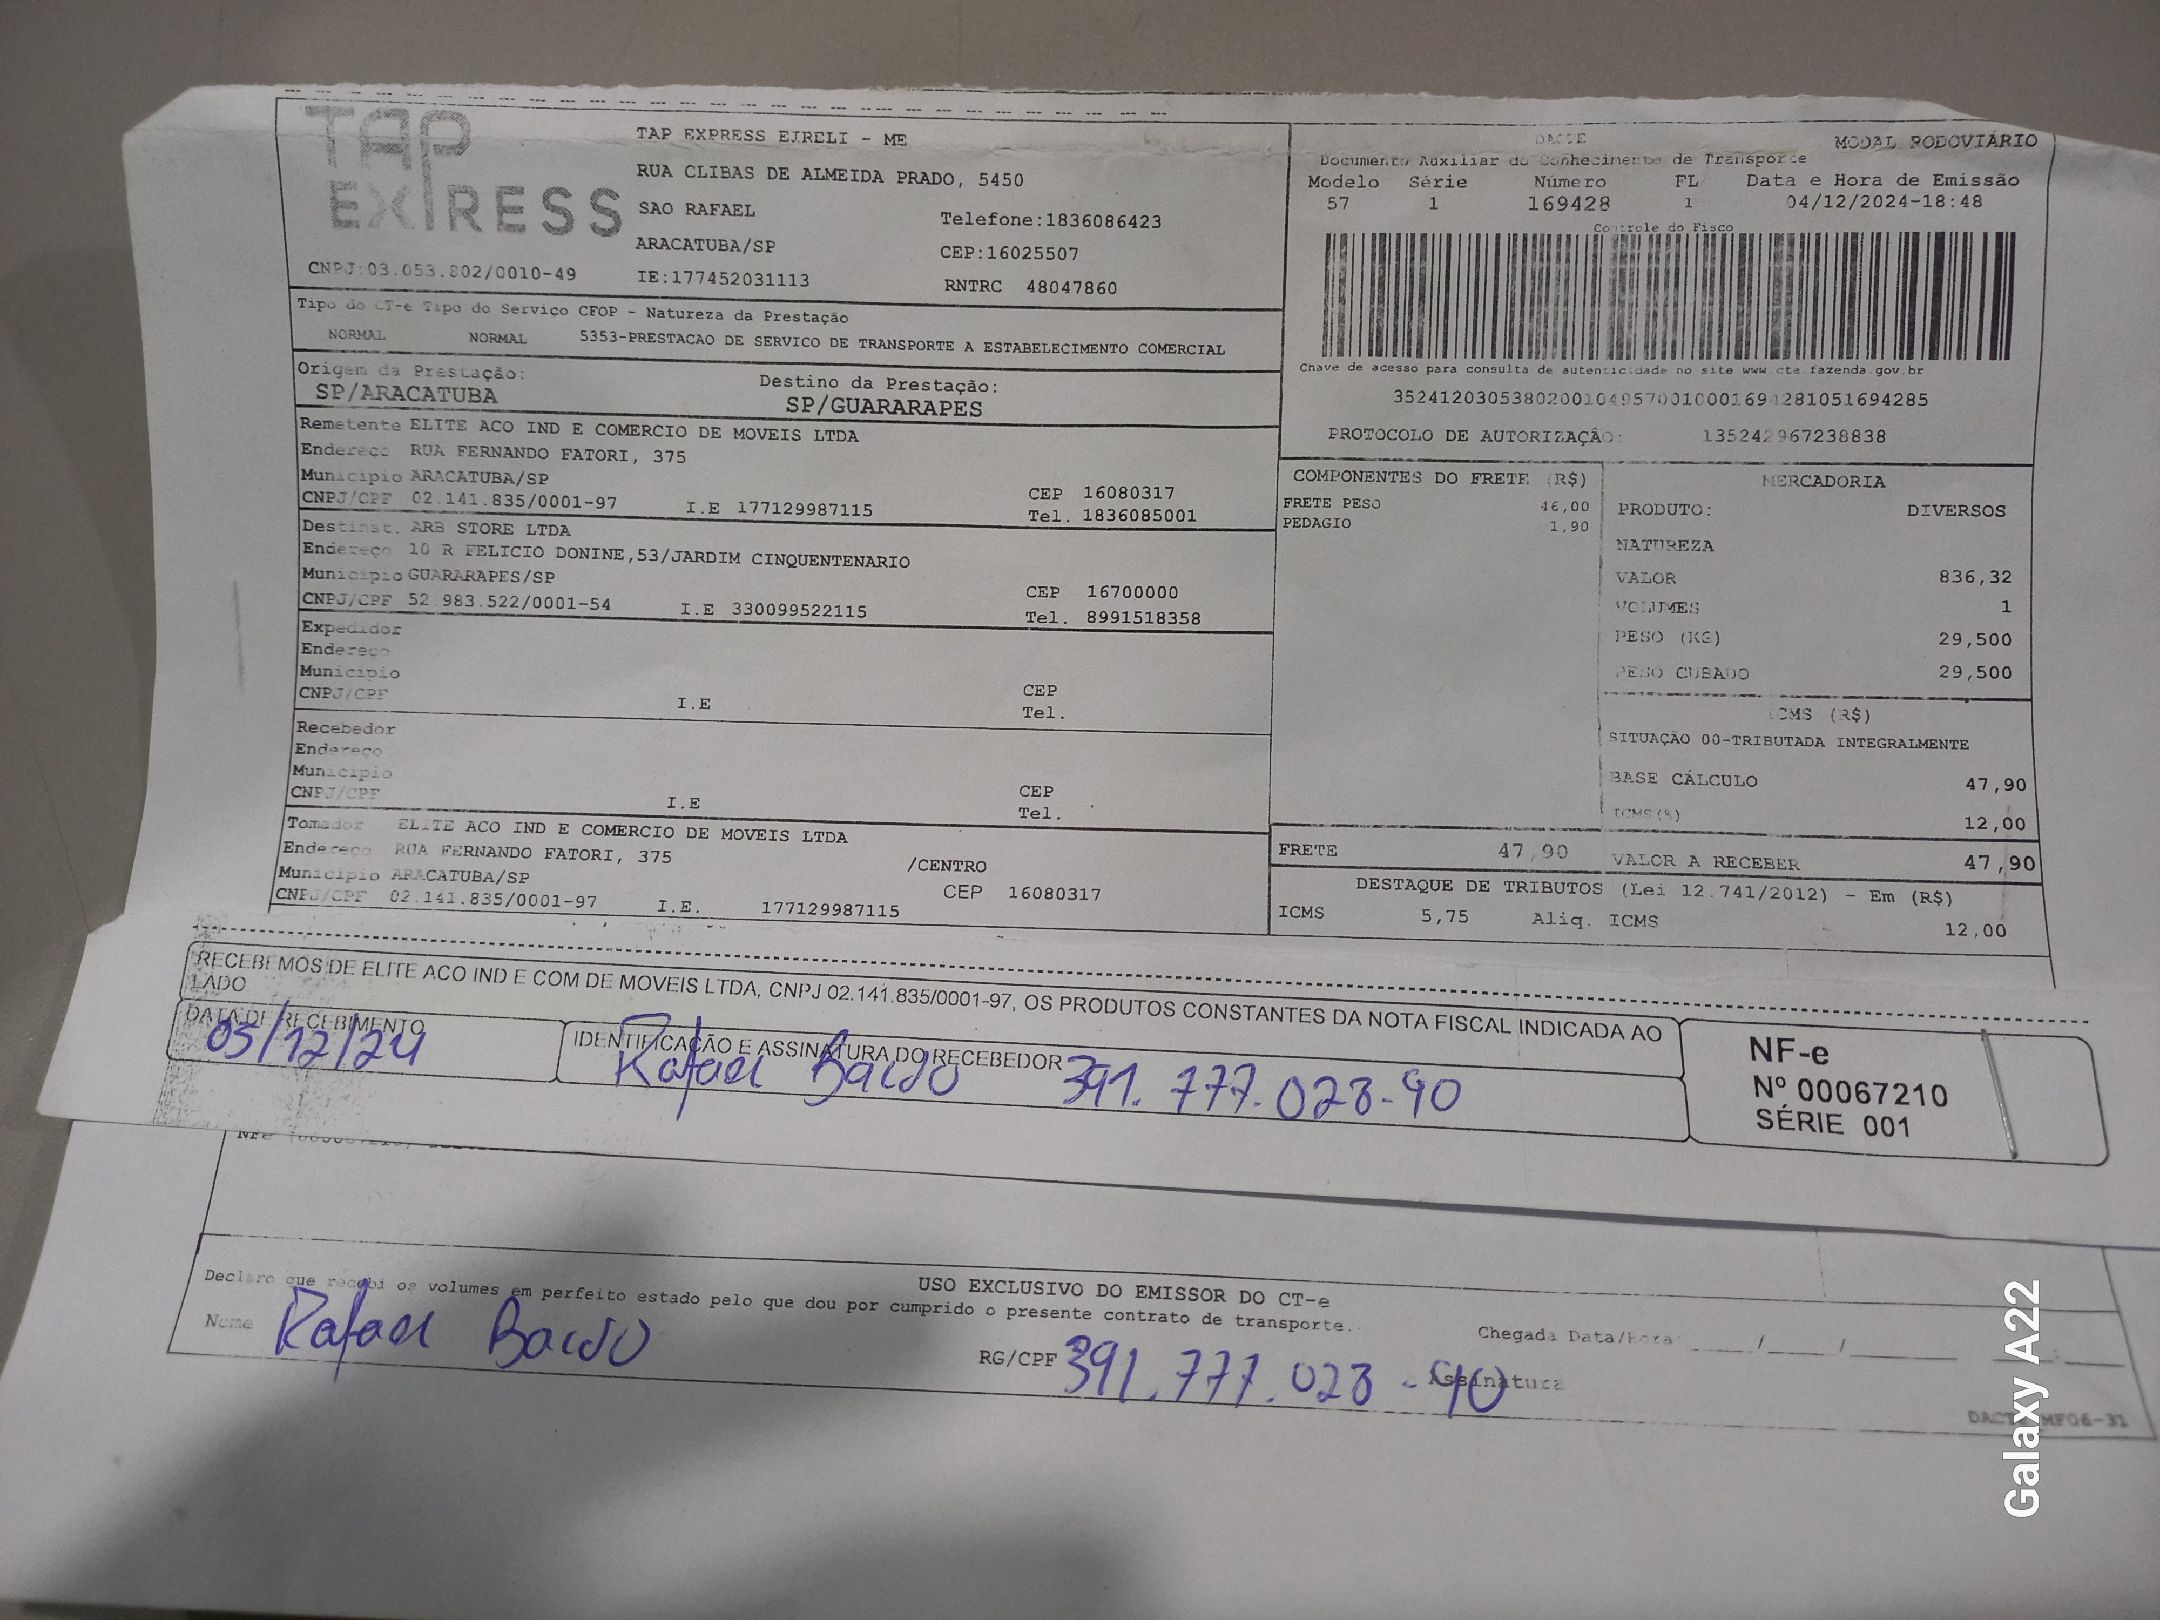 TAP
EXPRESS
TAP EXPRESS EIRELI - ME
RUA CLIBAS DE ALMEIDA PRADO, 5450
SAO RAFAEL
Telefone:1836086423
ARACATUBA/SP
CEP:16025507
CNPJ:03.053.802/0010-49 IE:177452031113 RNTRC 48047860
DACTE MODAL RODOVIÁRIO
Documento Auxiliar do Conhecimento de Transporte
Modelo Série Número FL Data e Hora de Emissão
57 1 169428 1 04/12/2024-18:48
Controle do Fisco
Chave de acesso para consulta de autenticidade no site www.cte.fazenda.gov.br
PROTOCOLO DE AUTORIZAÇÃO: 135242967238838
Tipo do CT-e Tipo do Serviço CFOP - Natureza da Prestação
NORMAL NORMAL 5353-PRESTACAO DE SERVICO DE TRANSPORTE A ESTABELECIMENTO COMERCIAL
Origem da Prestação: Destino da Prestação:
SP/ARACATUBA SP/GUARARAPES
Remetente ELITE ACO IND E COMERCIO DE MOVEIS LTDA
Endereço RUA FERNANDO FATORI, 375
Município ARACATUBA/SP CEP 16080317
CNPJ/CPF 02.141.835/0001-97 I.E 177129987115 Tel. 1836085001
Destinat. ARB STORE LTDA
Endereço 10 R FELICIO DONINE,53/JARDIM CINQUENTENARIO
Município GUARARAPES/SP CEP 16700000
CNPJ/CPF 52.983.522/0001-54 I.E 330099522115 Tel. 8991518358
Expedidor
Endereço
Município CEP
CNPJ/CPF I.E Tel.
Recebedor
Endereço
Município CEP
CNPJ/CPF I.E Tel.
Tomador ELITE ACO IND E COMERCIO DE MOVEIS LTDA
Endereço RUA FERNANDO FATORI, 375 /CENTRO
Município ARACATUBA/SP CEP 16080317
CNPJ/CPF 02.141.835/0001-97 I.E. 177129987115
COMPONENTES DO FRETE (R$)
FRETE PESO 46,00
PEDAGIO 1,90
MERCADORIA
PRODUTO: DIVERSOS
NATUREZA
VALOR 836,32
VOLUMES 1
PESO (KG) 29,500
PESO CUBADO 29,500
ICMS (R$)
SITUAÇÃO 00-TRIBUTADA INTEGRALMENTE
BASE CÁLCULO 47,90
ICMS(%) 12,00
FRETE 47,90 VALOR A RECEBER 47,90
DESTAQUE DE TRIBUTOS (Lei 12.741/2012) - Em (R$)
ICMS 5,75 Aliq. ICMS 12,00
RECEBEMOS DE ELITE ACO IND E COM DE MOVEIS LTDA, CNPJ 02.141.835/0001-97, OS PRODUTOS CONSTANTES DA NOTA FISCAL INDICADA AO
LADO
DATA DE RECEBIMENTO
05/12/24
IDENTIFICAÇÃO E ASSINATURA DO RECEBEDOR
Rafael Baldo 391.777.028-90
NF-e
Nº 00067210
SÉRIE 001
USO EXCLUSIVO DO EMISSOR DO CT-e
Declaro que recebi os volumes em perfeito estado pelo que dou por cumprido o presente contrato de transporte.
Nome Rafael Baldo RG/CPF 391.777.028-90 Assinatura
Chegada Data/Hora: ____/____/____ __:__
DACTE MF06-31
Galaxy A22